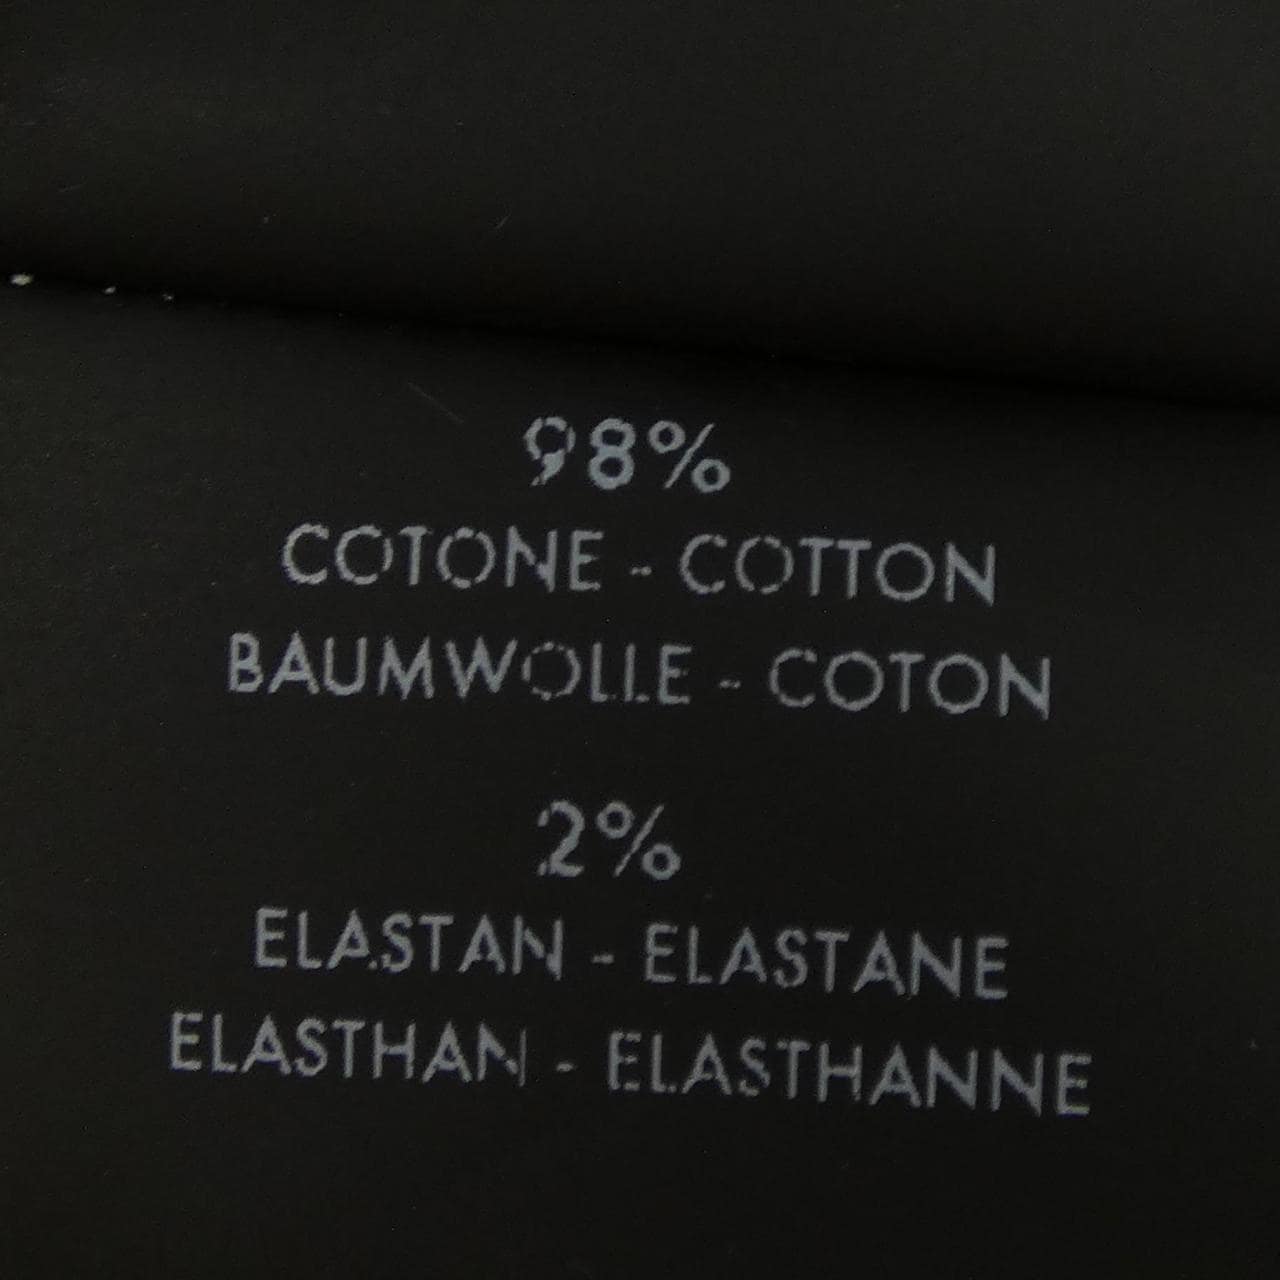 98%
COTONE - COTTON
BAUMWOLLE - COTON
2%
ELASTAN - ELASTANE
ELASTHAN - ELASTHANNE